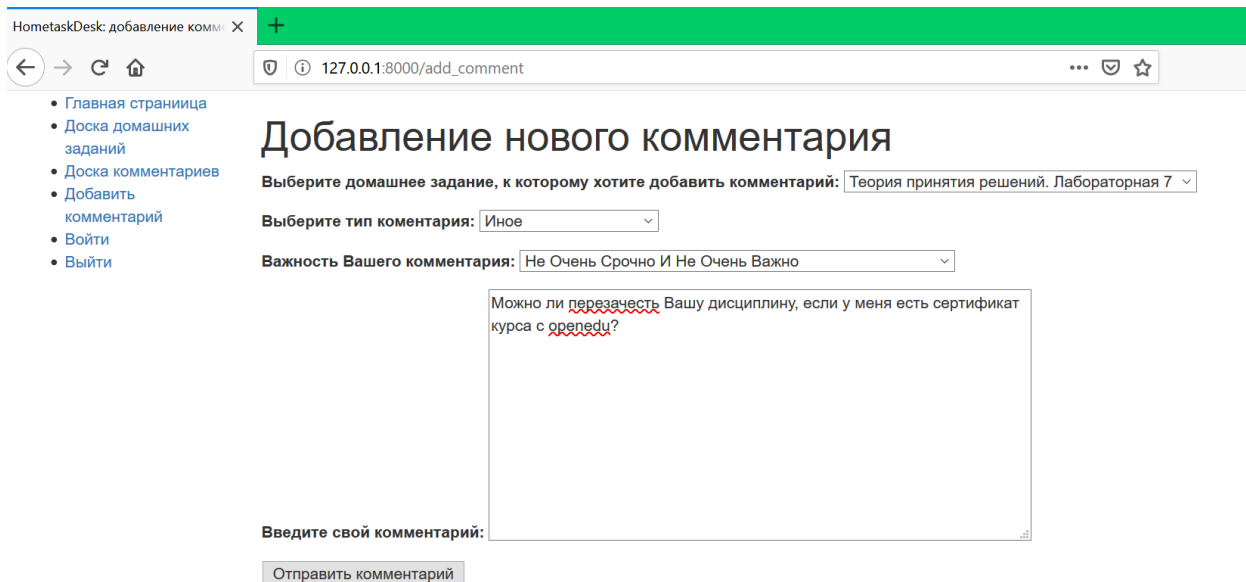 HometaskDesk: добавление комме
127.0.0.1:8000/add_comment
Главная страниица
Доска домашних
заданий
Доска комментариев
Добавить
комментарий
Войти
Выйти
Добавление нового комментария
Выберите домашнее задание, к которому хотите добавить комментарий: Теория принятия решений. Лабораторная 7
Выберите тип коментария: Иное
Важность Вашего комментария: Не Очень Срочно И Не Очень Важно
Можно ли перезачесть Вашу дисциплину, если у меня есть сертификат
курса с openedu?
Введите свой комментарий:
Отправить комментарий